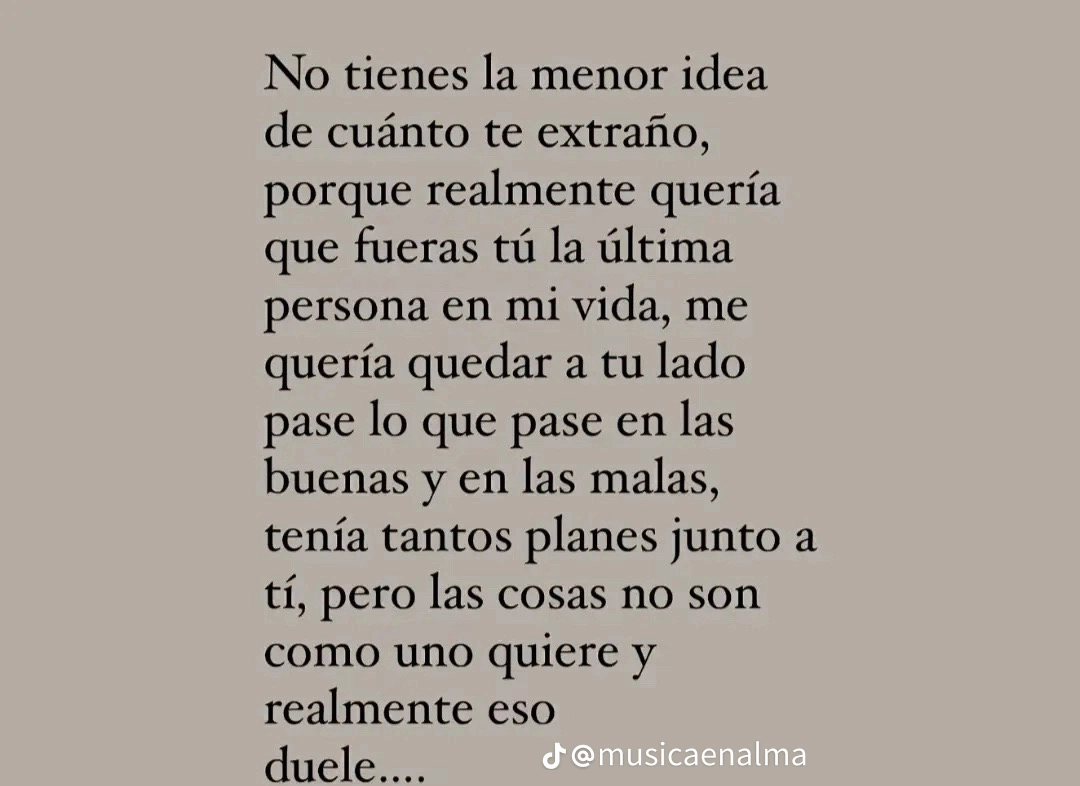 No tienes la menor idea
de cuánto te extraño,
porque realmente quería
que fueras tú la última
persona en mi vida, me
quería quedar a tu lado
pase lo que pase en las
buenas y en las malas,
tenía tantos planes junto a
tí, pero las cosas no son
como uno quiere y
realmente eso
duele....
@musicaenalma